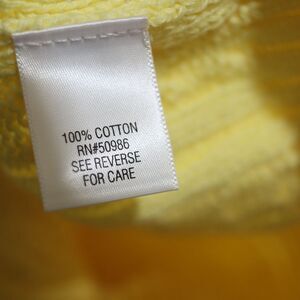 100% COTTON
RN#50986
SEE REVERSE
FOR CARE